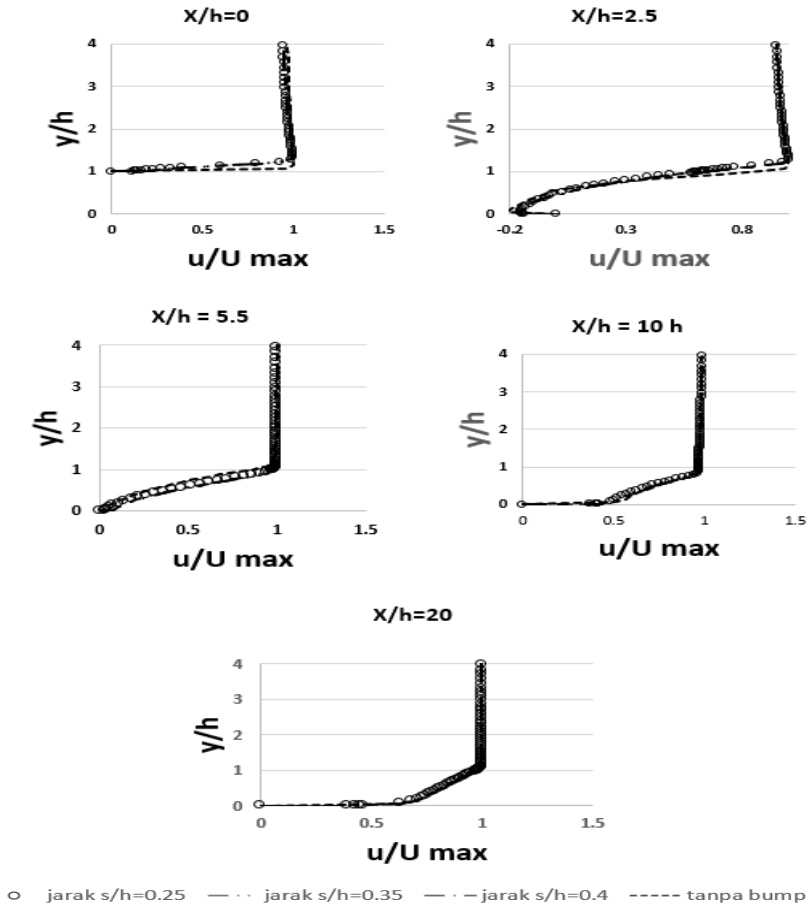 X/h=0
4
3
2
1
0
y/h
0 0.5 1 1.5
u/U max
X/h=2.5
4
3
2
1
0
y/h
-0.2 0.3 0.8
u/U max
X/h = 5.5
4
3
2
1
0
y/h
0 0.5 1 1.5
u/U max
X/h = 10 h
4
3
2
1
0
y/h
0 0.5 1 1.5
u/U max
X/h=20
4
3
2
1
0
y/h
0 0.5 1 1.5
u/U max
jarak s/h=0.25 jarak s/h=0.35 jarak s/h=0.4 tanpa bump